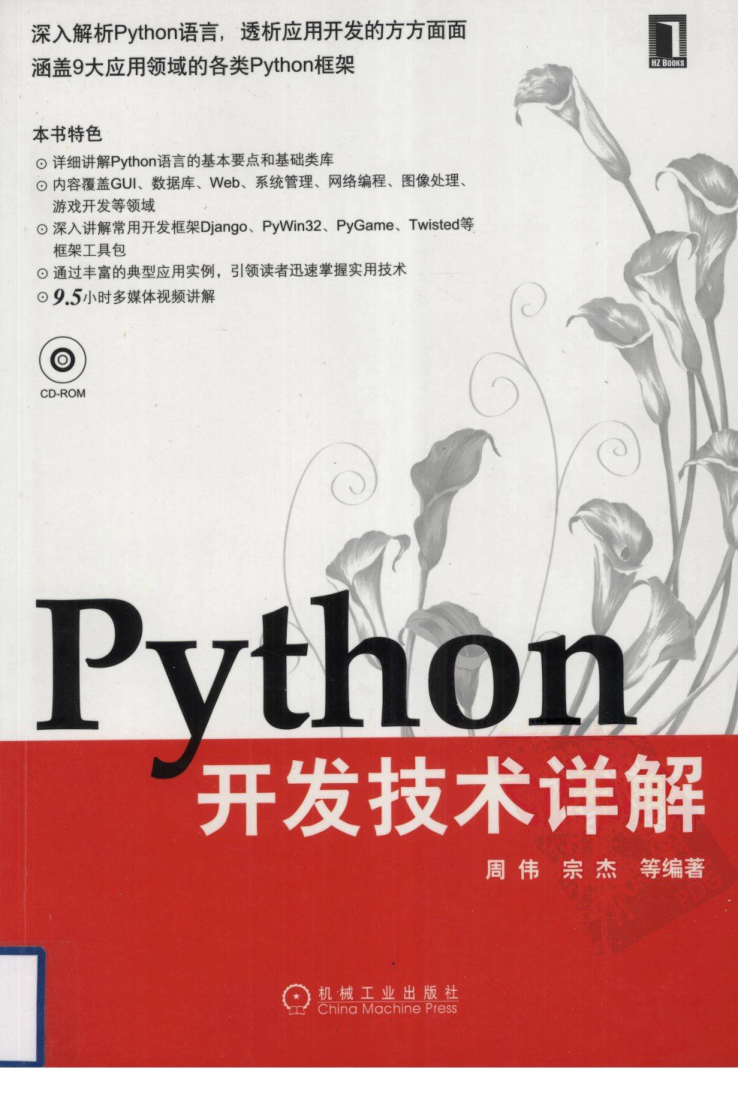 深入解析Python语言，透析应用开发的方方面面
涵盖9大应用领域的各类Python框架
HZ BOOKS
本书特色
⊙ 详细讲解Python语言的基本要点和基础类库
⊙ 内容覆盖GUI、数据库、Web、系统管理、网络编程、图像处理、
游戏开发等领域
⊙ 深入讲解常用开发框架Django、PyWin32、PyGame、Twisted等
框架工具包
⊙ 通过丰富的典型应用实例，引领读者迅速掌握实用技术
⊙ 9.5小时多媒体视频讲解
CD-ROM
Python
开发技术详解
周伟 宗杰 等编著
机械工业出版社
China Machine Press